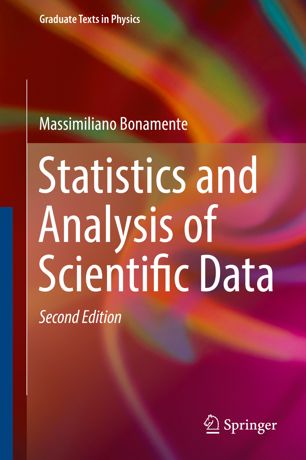 Graduate Texts in Physics
Massimiliano Bonamente
Statistics and
Analysis of
Scientific Data
Second Edition
Springer